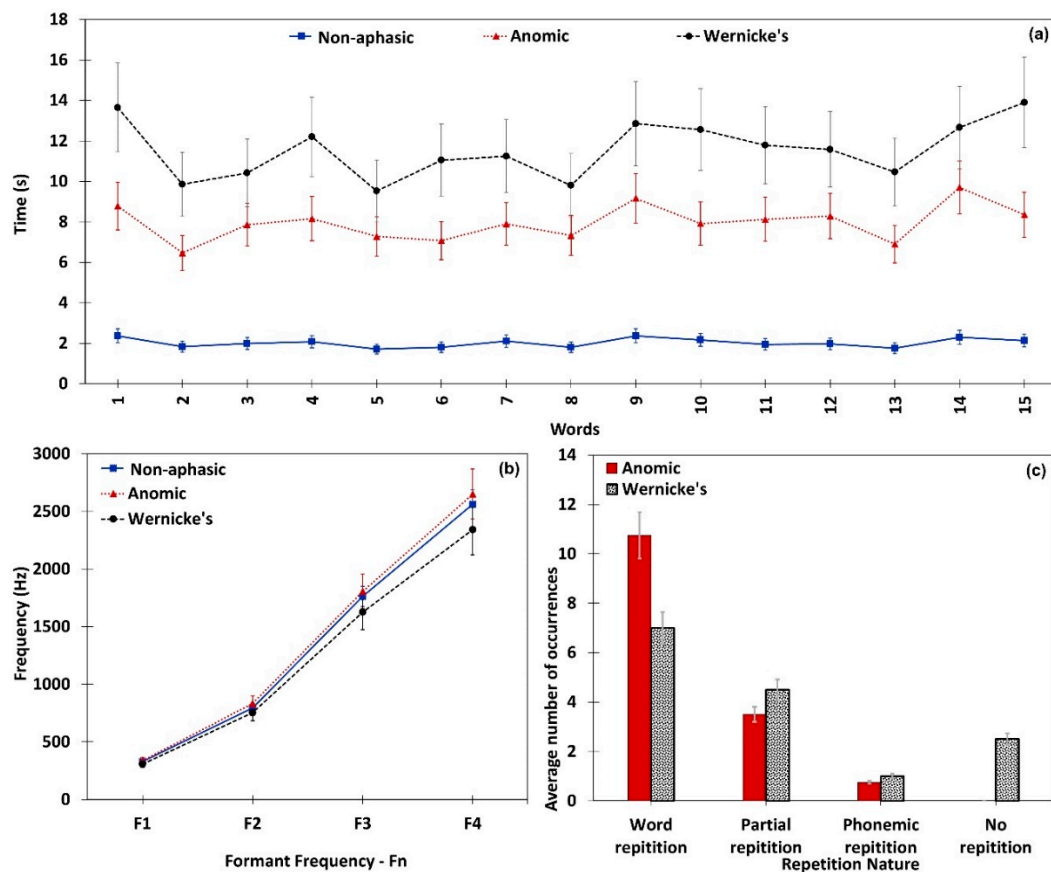 18
16
14
12
10
8
6
4
2
0
Time (s)
Non-aphasic
Anomic
Wernicke's
(a)
1 2 3 4 5 6 7 8 9 10 11 12 13 14 15
Words
3000
2500
2000
1500
1000
500
0
Frequency (Hz)
Non-aphasic
Anomic
Wernicke's
(b)
F1 F2 F3 F4
Formant Frequency - Fn
14
12
10
8
6
4
2
0
Average number of occurrences
Anomic
Wernicke's
(c)
Word Partial Phonemic No
repitition repitition repitition repitition
Repetition Nature